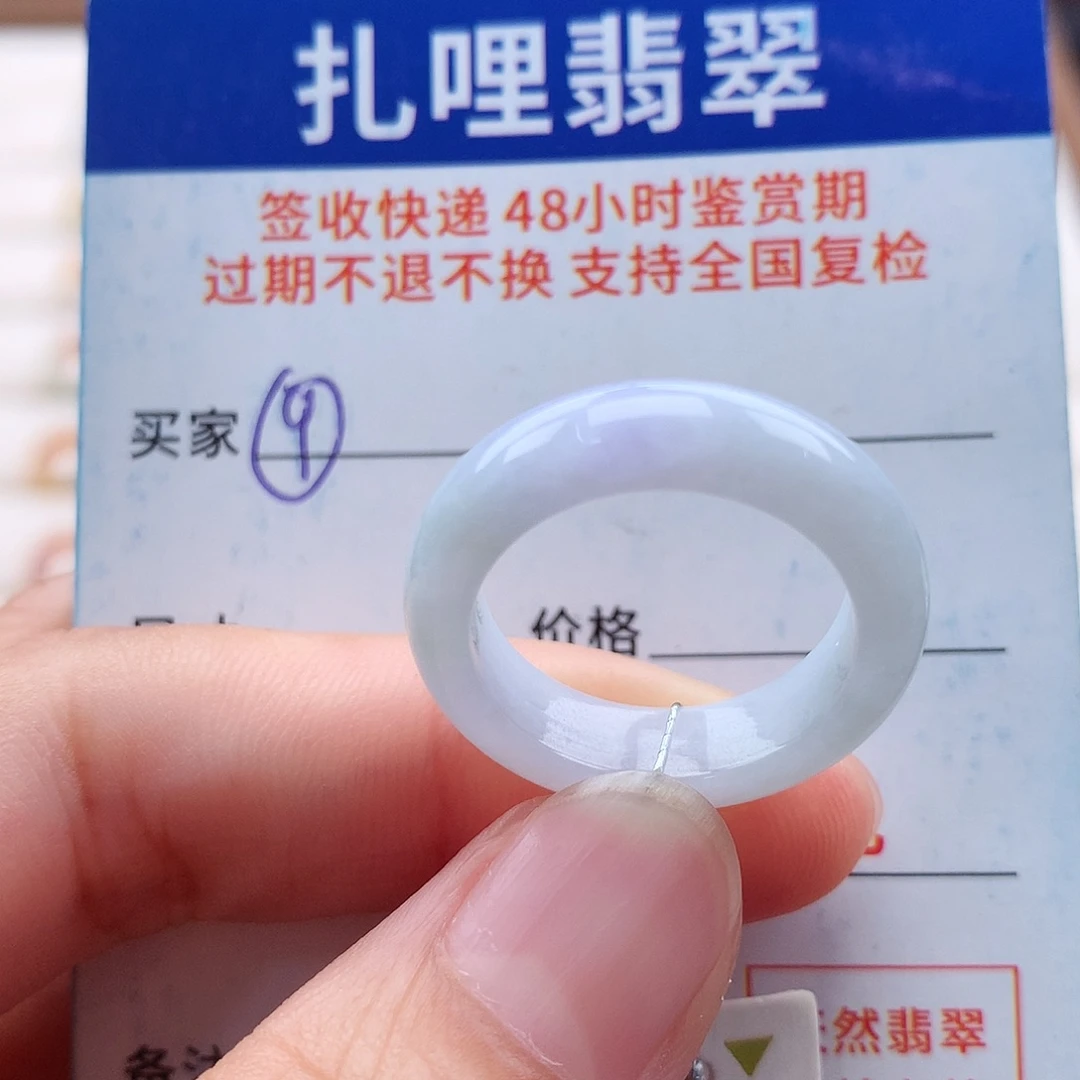 扎哩翡翠
签收快递 48小时鉴赏期
过期不退不换 支持全国复检
买家 9
价格
然翡翠